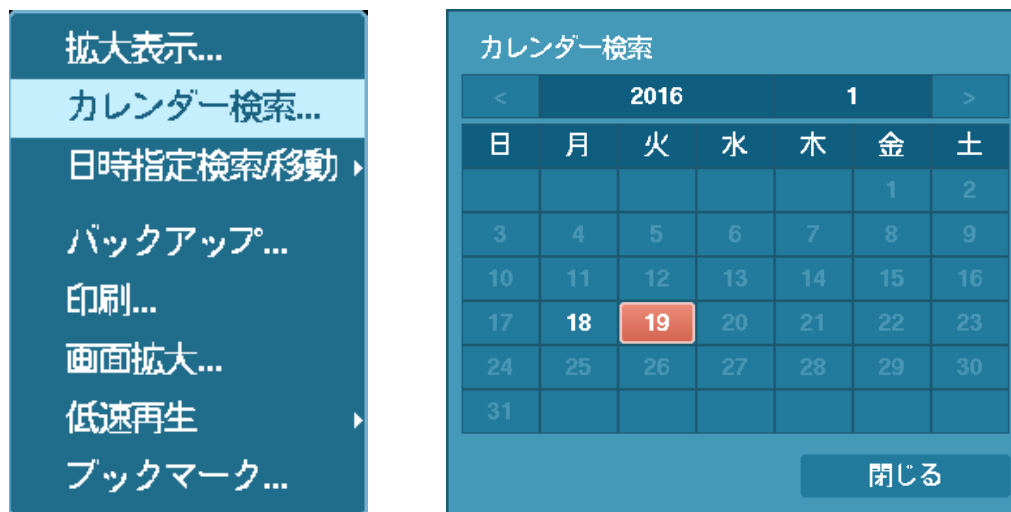 拡大表示...
カレンダー検索...
日時指定検索/移動
バックアップ...
印刷...
画面拡大...
低速再生
ブックマーク...
カレンダー検索
< 2016 1 >
日 月 火 水 木 金 土
1 2
3 4 5 6 7 8 9
10 11 12 13 14 15 16
17 18 19 20 21 22 23
24 25 26 27 28 29 30
31
閉じる